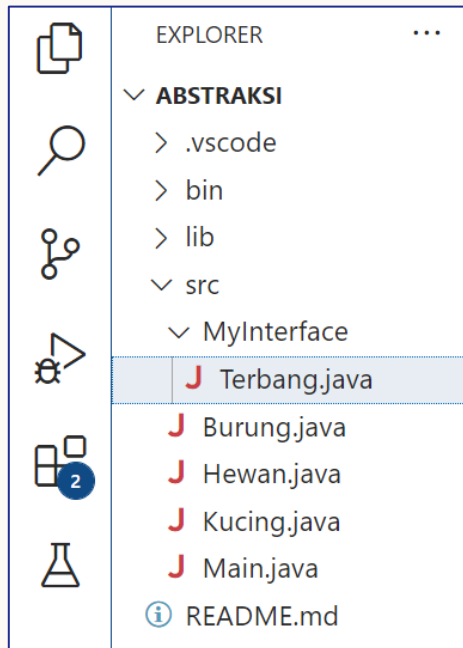 EXPLORER ...
ABSTRAKSI
.vscode
bin
lib
src
MyInterface
J Terbang.java
J Burung.java
J Hewan.java
2
J Kucing.java
J Main.java
README.md